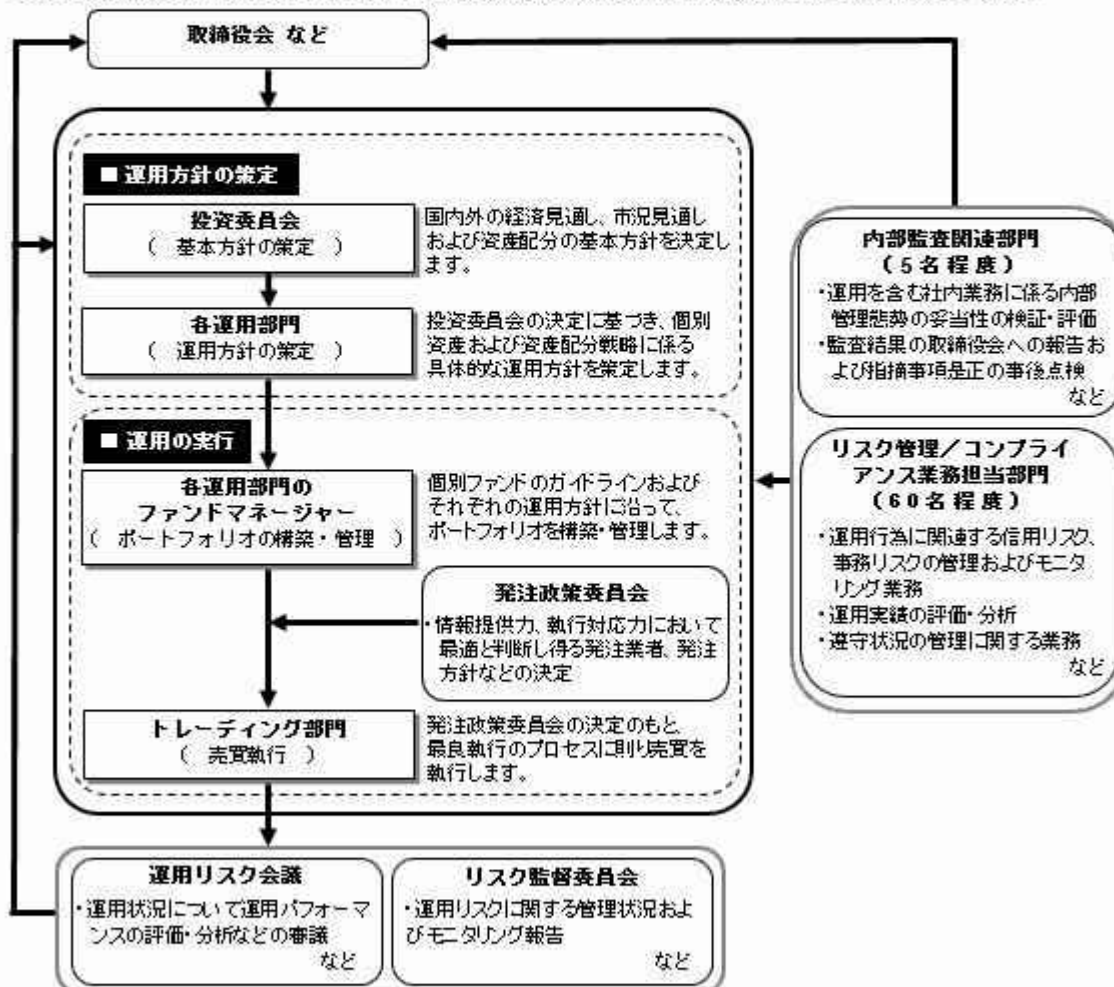 取締役会 など
■ 運用方針の策定
投資委員会
( 基本方針の策定 )
国内外の経済見通し、市況見通し
および資産配分の基本方針を決定し
ます。
各運用部門
( 運用方針の策定 )
投資委員会の決定に基づき、個別
資産および資産配分戦略に係る
具体的な運用方針を策定します。
■ 運用の実行
各運用部門の
ファンドマネージャー
( ポートフォリオの構築・管理 )
個別ファンドのガイドラインおよび
それぞれの運用方針に沿って、
ポートフォリオを構築・管理します。
発注政策委員会
・情報提供力、執行対応力において
最適と判断し得る発注業者、発注
方針などの決定
トレーディング部門
( 売買執行 )
発注政策委員会の決定のもと、
最良執行のプロセスに則り売買を
執行します。
内部監査関連部門
(5名程度)
・運用を含む社内業務に係る内部
管理態勢の妥当性の検証・評価
・監査結果の取締役会への報告お
よび指摘事項是正の事後点検
など
リスク管理/コンプライ
アンス業務担当部門
(60名程度)
・運用行為に関連する信用リスク、
事務リスクの管理およびモニタ
リング業務
・運用実績の評価・分析
・遵守状況の管理に関する業務
など
運用リスク会議
・運用状況について運用パフォーマ
ンスの評価・分析などの審議
など
リスク監督委員会
・運用リスクに関する管理状況およ
びモニタリング報告
など